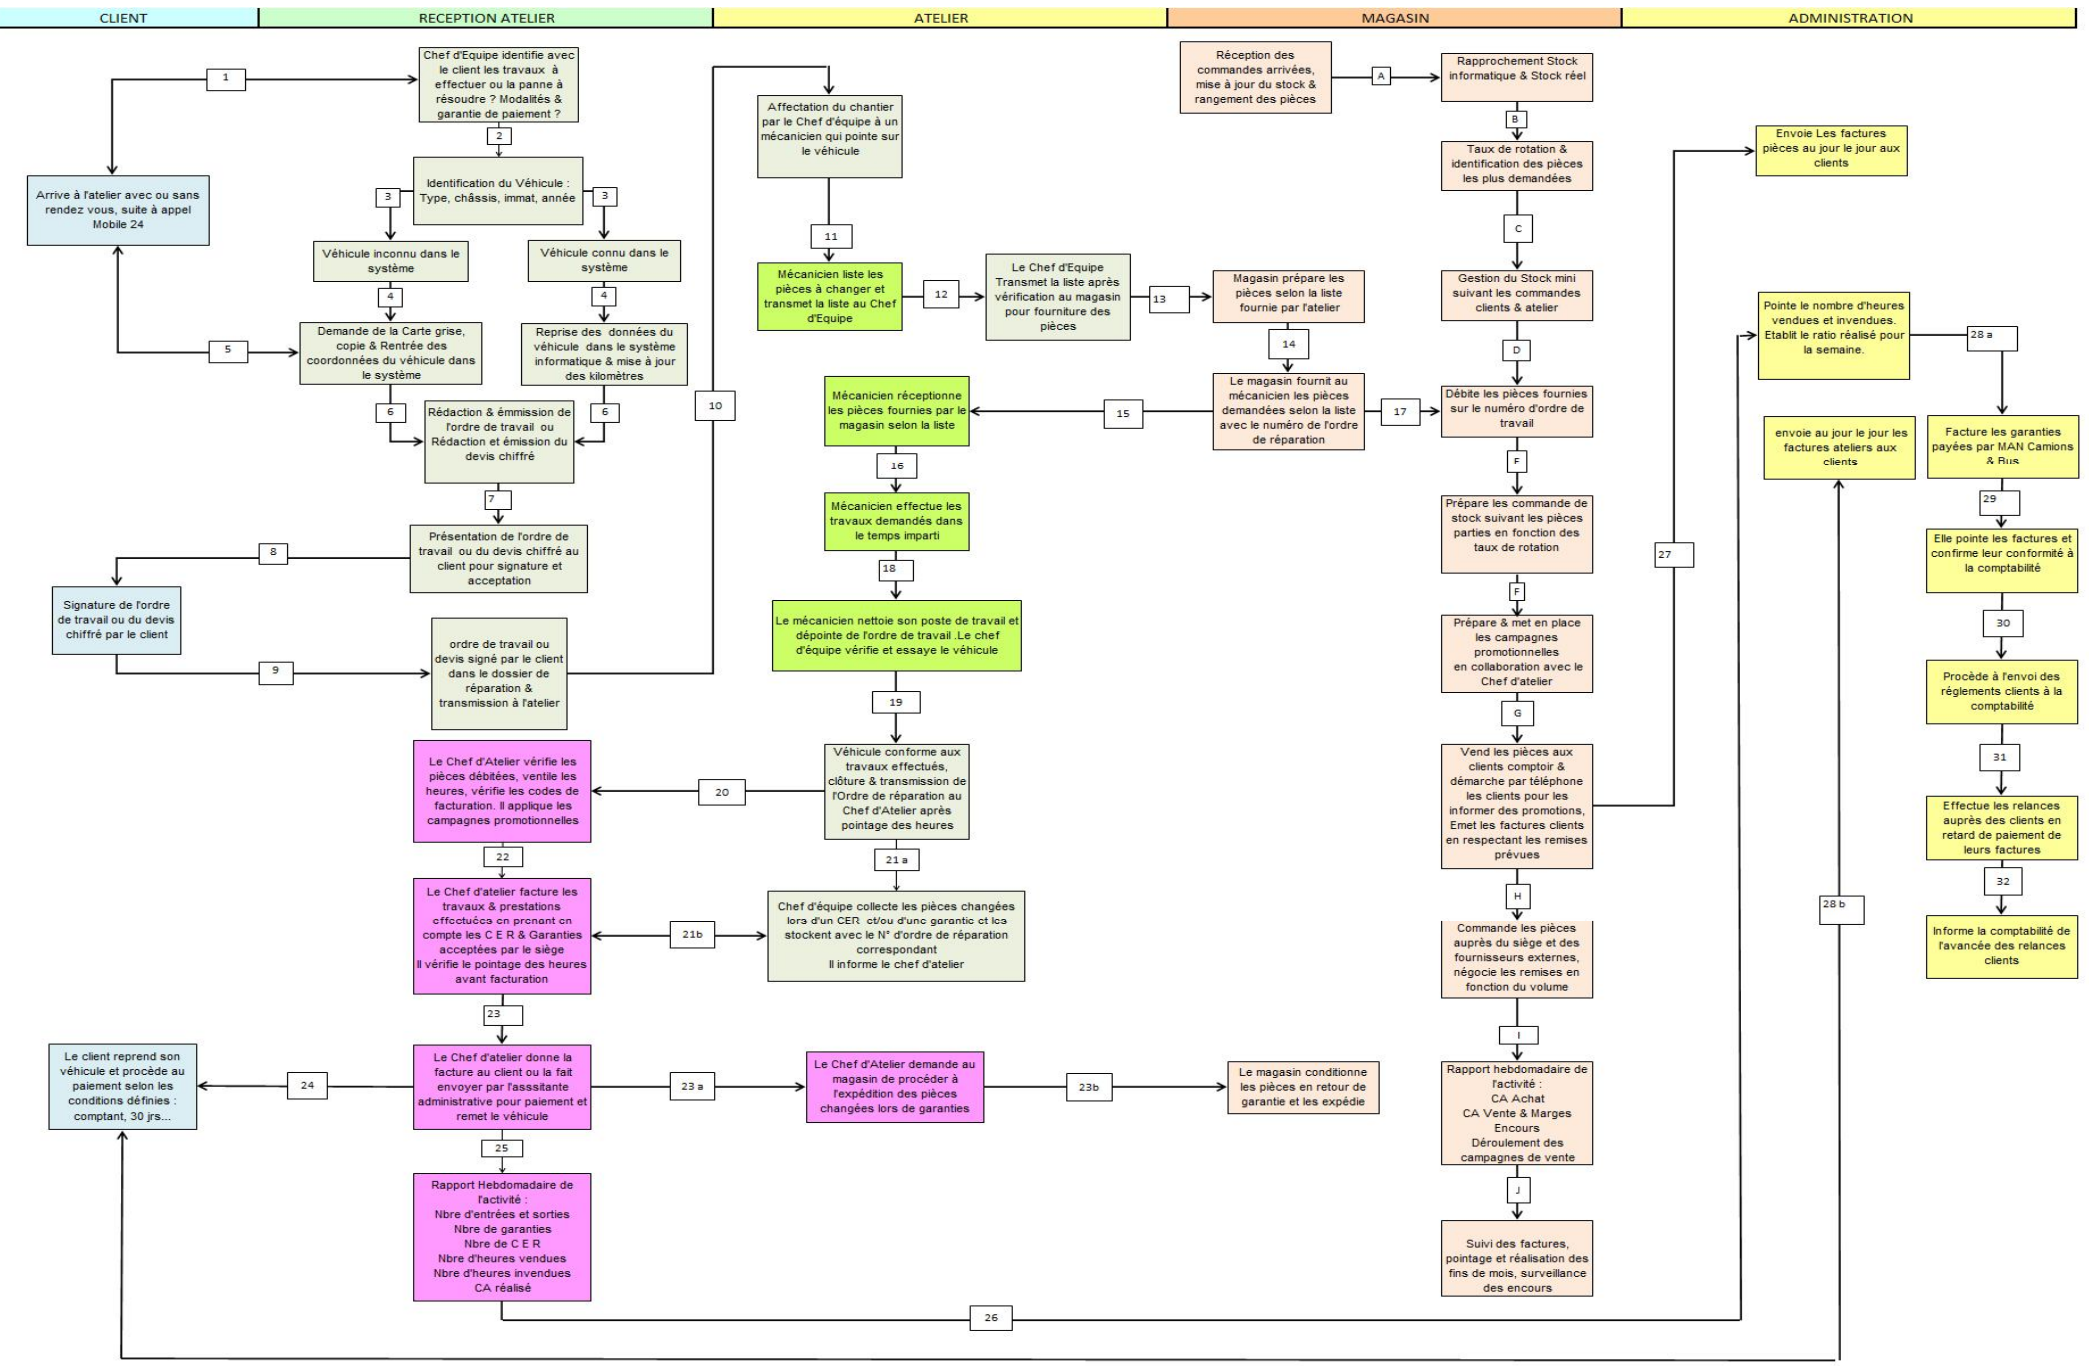 CLIENT
RECEPTION ATELIER
ATELIER
MAGASIN
ADMINISTRATION
1
Chef d'Equipe identifie avec
le client les travaux à
effectuer ou la panne à
résoudre ? Modalités &
garantie de paiement ?
2
Arrive à l'atelier avec ou sans
rendez vous, suite à appel
Mobile 24
Identification du Véhicule :
Type, châssis, immat, année
3
3
Véhicule inconnu dans le
système
Véhicule connu dans le
système
4
4
5
Demande de la Carte grise,
copie & Rentrée des
coordonnées du véhicule dans
le système
Reprise des données du
véhicule dans le système
informatique & mise à jour
des kilomètres
6
6
Rédaction & émmission de
l'ordre de travail ou
Rédaction et émission du
devis chiffré
7
Présentation de l'ordre de
travail ou du devis chiffré au
client pour signature et
acceptation
8
Signature de l'ordre
de travail ou du devis
chiffré par le client
9
ordre de travail ou
devis signé par le client
dans le dossier de
réparation &
transmission à l'atelier
10
Affectation du chantier
par le Chef d'équipe à un
mécanicien qui pointe sur
le véhicule
11
Mécanicien liste les
pièces à changer et
transmet la liste au Chef
d'Equipe
12
Le Chef d'Equipe
Transmet la liste après
vérification au magasin
pour fourniture des
pièces
13
Magasin prépare les
pièces selon la liste
fournie par l'atelier
14
Le magasin fournit au
mécanicien les pièces
demandées selon la liste
avec le numéro de l'ordre
de réparation
15
Mécanicien réceptionne
les pièces fournies par le
magasin selon la liste
16
Mécanicien effectue les
travaux demandés dans
le temps imparti
17
18
Le mécanicien nettoie son poste de travail et
dépointe de l'ordre de travail .Le chef
d'équipe vérifie et essaye le véhicule
19
Véhicule conforme aux
travaux effectués,
clôture & transmission de
l'Ordre de réparation au
Chef d'Atelier après
pointage des heures
20
Le Chef d'Atelier vérifie les
pièces débitées, ventile les
heures, vérifie les codes de
facturation. Il applique les
campagnes promotionnelles
21 a
Chef d'équipe collecte les pièces changées
lors d'un CER et/ou d'une garantie et les
stockent avec le N° d'ordre de réparation
correspondant
Il informe le chef d'atelier
21b
22
Le Chef d'atelier facture les
travaux & prestations
effectuées en prenant en
compte les C E R & Garanties
acceptées par le siège
Il vérifie le pointage des heures
avant facturation
23
Le Chef d'atelier donne la
facture au client ou la fait
envoyer par l'asssitante
administrative pour paiement et
remet le véhicule
24
Le client reprend son
véhicule et procède au
paiement selon les
conditions définies :
comptant, 30 jrs...
23 a
Le Chef d'Atelier demande au
magasin de procéder à
l'expédition des pièces
changées lors de garanties
23b
Le magasin conditionne
les pièces en retour de
garantie et les expédie
25
Rapport Hebdomadaire de
l'activité :
Nbre d'entrées et sorties
Nbre de garanties
Nbre de C E R
Nbre d'heures vendues
Nbre d'heures invendues
CA réalisé
26
Réception des
commandes arrivées,
mise à jour du stock &
rangement des pièces
A
Rapprochement Stock
informatique & Stock réel
B
Taux de rotation &
identification des pièces
les plus demandées
C
Gestion du Stock mini
suivant les commandes
clients & atelier
D
Débite les pièces fournies
sur le numéro d'ordre de
travail
F
Prépare les commande de
stock suivant les pièces
parties en fonction des
taux de rotation
F
Prépare & met en place
les campagnes
promotionnelles
en collaboration avec le
Chef d'atelier
G
Vend les pièces aux
clients comptoir &
démarche par téléphone
les clients pour les
informer des promotions,
Emet les factures clients
en respectant les remises
prévues
H
Commande les pièces
auprès du siège et des
fournisseurs externes,
négocie les remises en
fonction du volume
I
Rapport hebdomadaire de
l'activité :
CA Achat
CA Vente & Marges
Encours
Déroulement des
campagnes de vente
J
Suivi des factures,
pointage et réalisation des
fins de mois, surveillance
des encours
27
Envoie Les factures
pièces au jour le jour aux
clients
Pointe le nombre d'heures
vendues et invendues.
Etablit le ratio réalisé pour
la semaine.
28 a
envoie au jour le jour les
factures ateliers aux
clients
28 b
Facture les garanties
payées par MAN Camions
& Bus
29
Elle pointe les factures et
confirme leur conformité à
la comptabilité
30
Procède à l'envoi des
réglements clients à la
comptabilité
31
Effectue les relances
auprès des clients en
retard de paiement de
leurs factures
32
Informe la comptabilité de
l'avancée des relances
clients